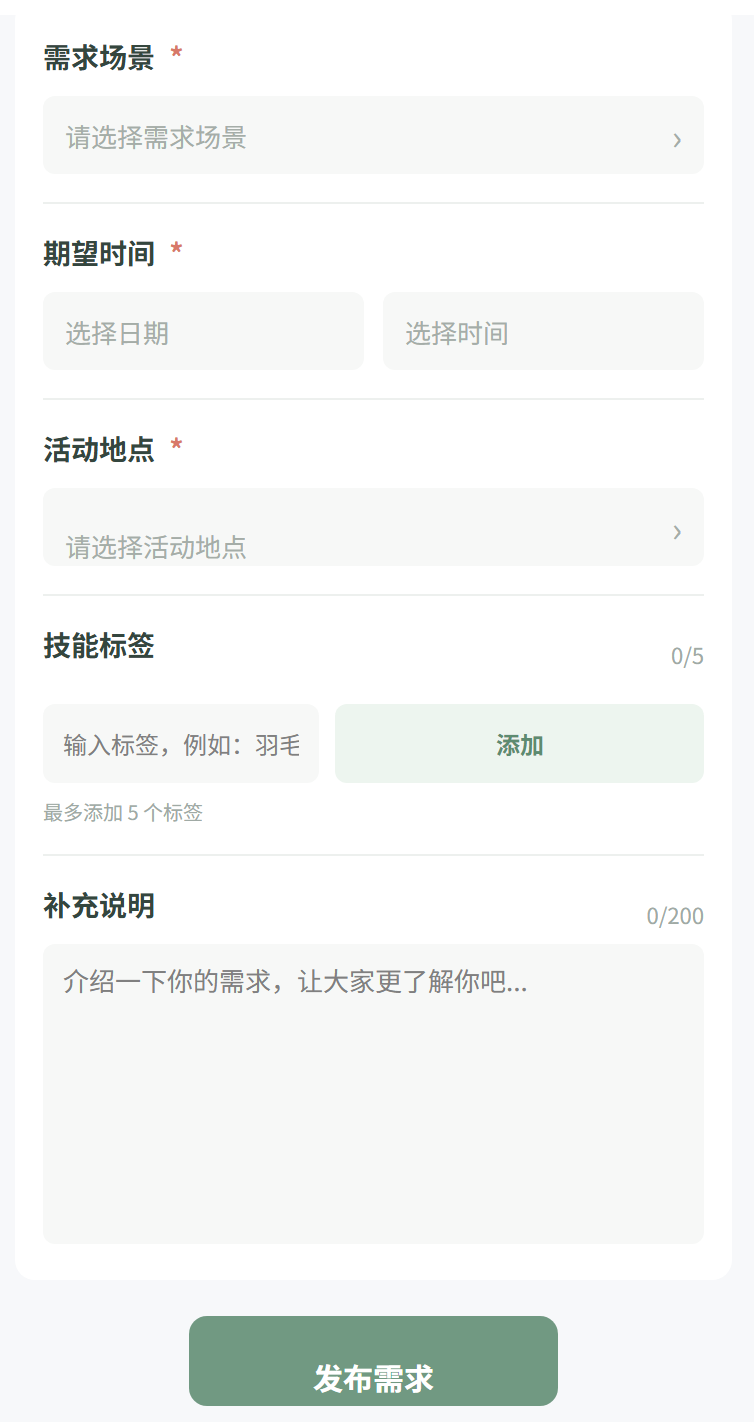 需求场景 *
请选择需求场景 ›
期望时间 *
选择日期 选择时间
活动地点 *
请选择活动地点 ›
技能标签 0/5
输入标签，例如：羽毛 添加
最多添加 5 个标签
补充说明 0/200
介绍一下你的需求，让大家更了解你吧...
发布需求